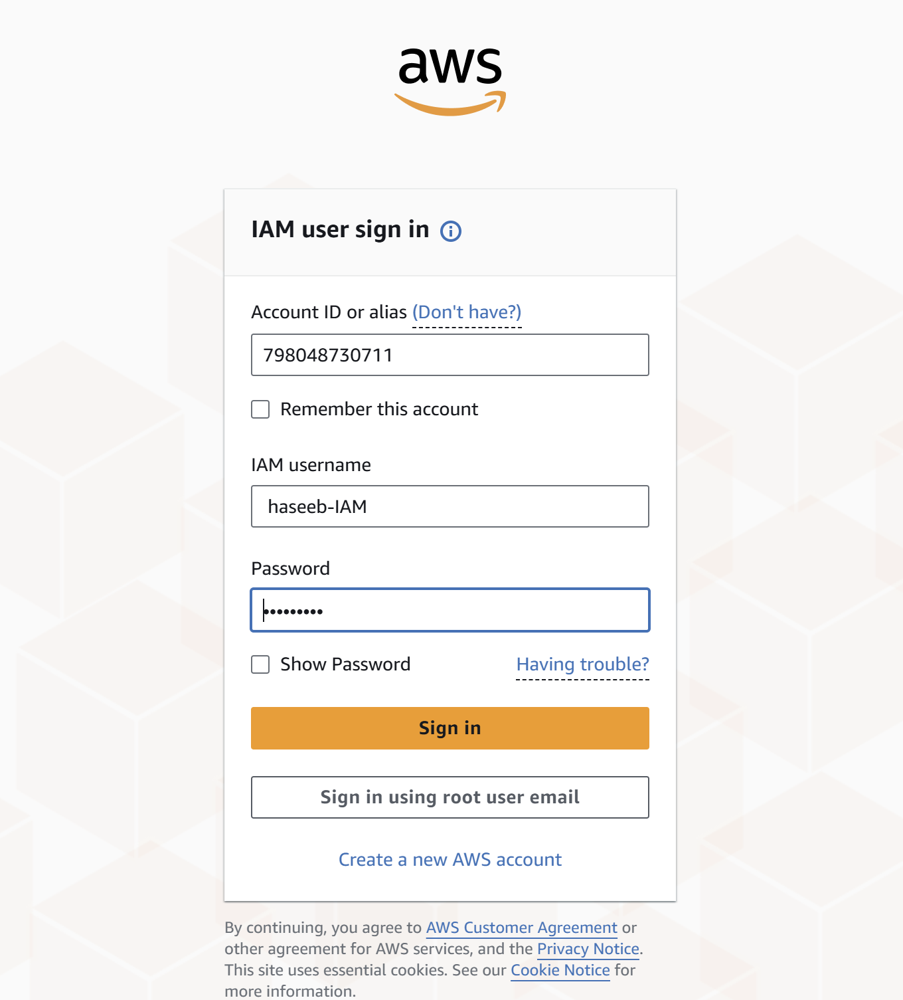 aws
IAM user sign in
Account ID or alias (Don't have?)
798048730711
Remember this account
IAM username
haseeb-IAM
Password
•••••••••
Show Password Having trouble?
Sign in
Sign in using root user email
Create a new AWS account
By continuing, you agree to AWS Customer Agreement or
other agreement for AWS services, and the Privacy Notice.
This site uses essential cookies. See our Cookie Notice for
more information.